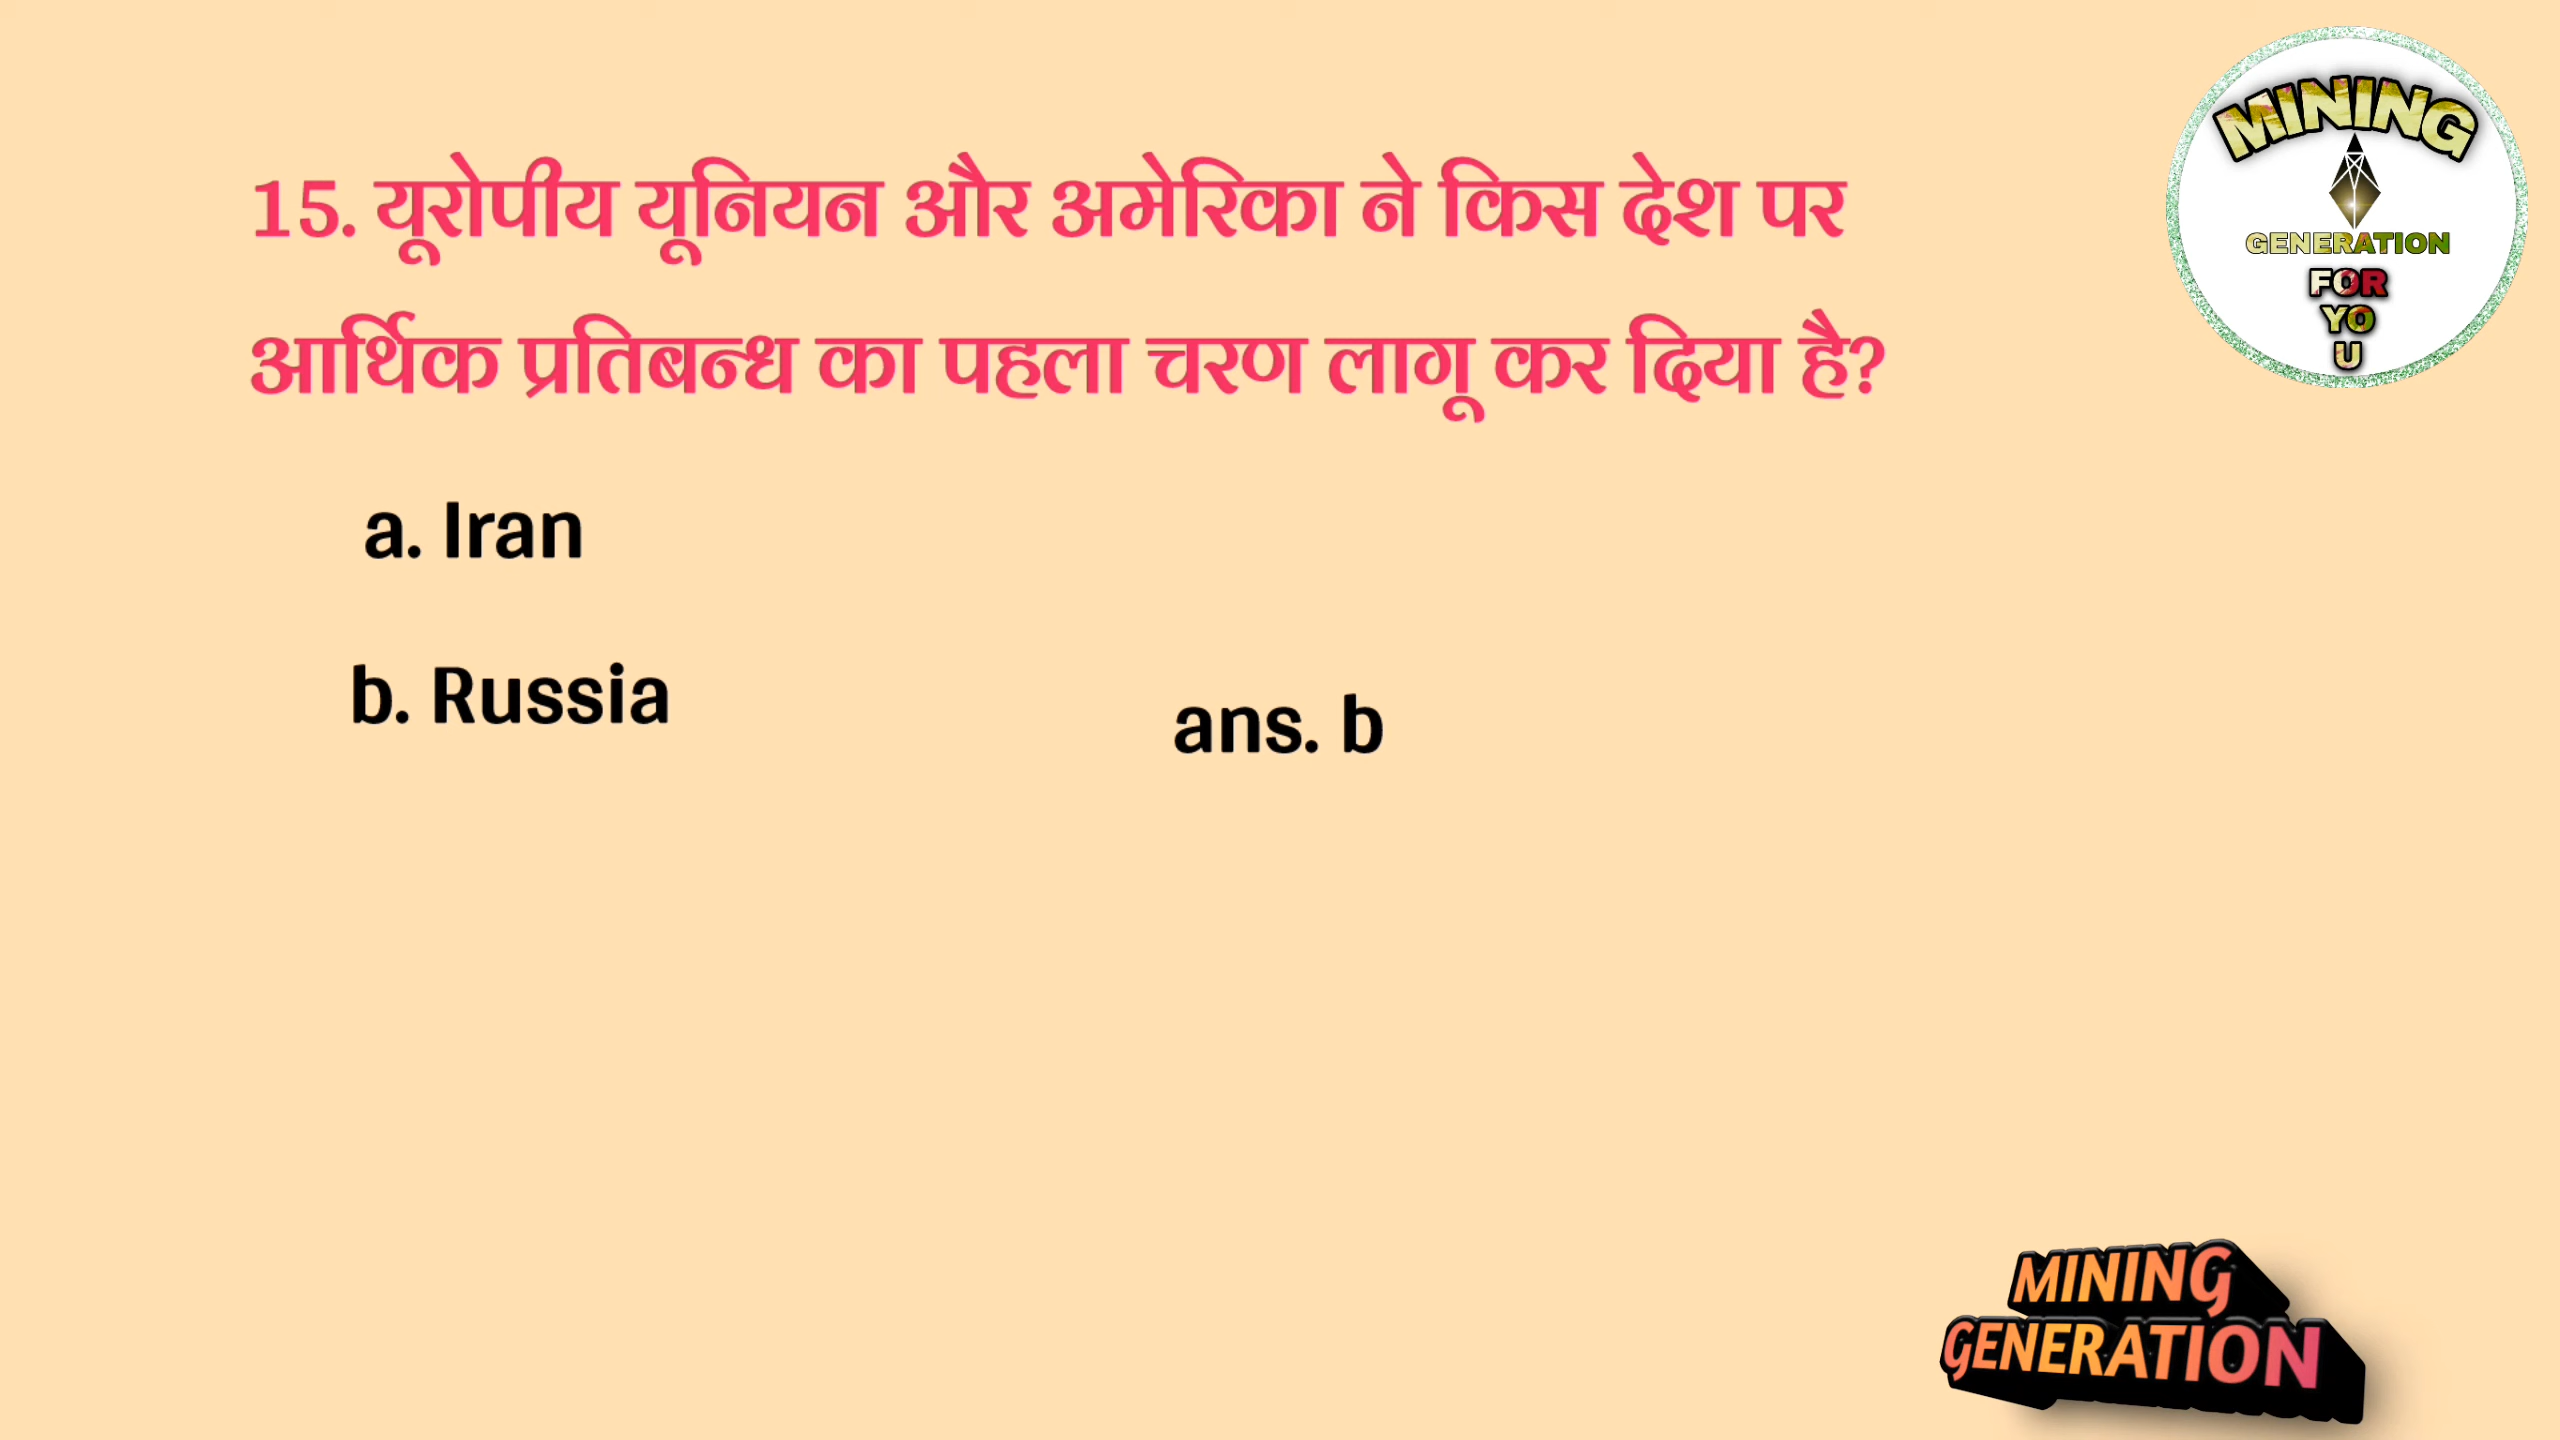 15. यूरोपीय यूनियन और अमेरिका ने किस देश पर
आर्थिक प्रतिबन्ध का पहला चरण लागू कर दिया है?
a. Iran
b. Russia
ans. b
MINING
GENERATION
FOR
YO
U
MINING
GENERATION